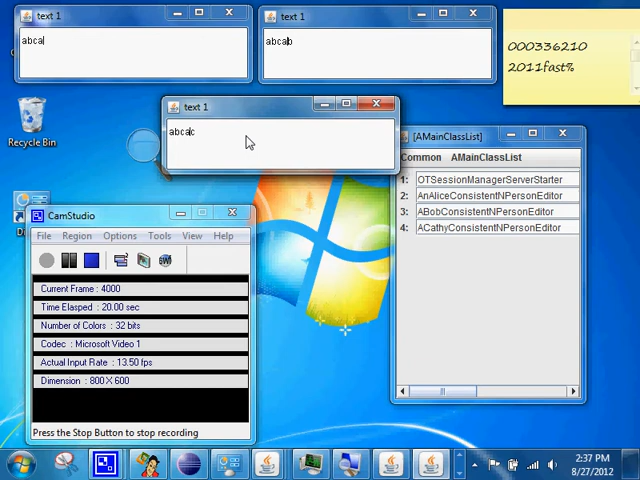 text 1
abca
text 1
abcab
000336210
2011fast%
text 1
abcac
Recycle Bin
[AMainClassList]
Common AMainClassList
1: OTSessionManagerServerStarter
2: AnAliceConsistentNPersonEditor
3: ABobConsistentNPersonEditor
4: ACathyConsistentNPersonEditor
CamStudio
File Region Options Tools View Help
Current Frame : 4000
Time Elasped : 20.00 sec
Number of Colors : 32 bits
Codec : Microsoft Video 1
Actual Input Rate : 13.50 fps
Dimension : 800 X 600
Press the Stop Button to stop recording
2:37 PM
8/27/2012